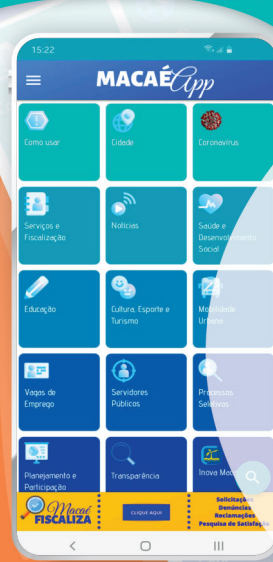 15:22
MACAÉ App
Como usar
Cidade
Coronavírus
Serviços e
Fiscalização
Notícias
Saúde e
Desenvolvimento
Social
Educação
Cultura, Esporte e
Turismo
Mobilidade
Urbana
Vagas de
Emprego
Servidores
Públicos
Processos
Seletivos
Planejamento e
Participação
Transparência
Inova Macaé
Macaé
FISCALIZA
CLIQUE AQUI
Solicitações
Denúncias
Reclamações
Pesquisa de Satisfação